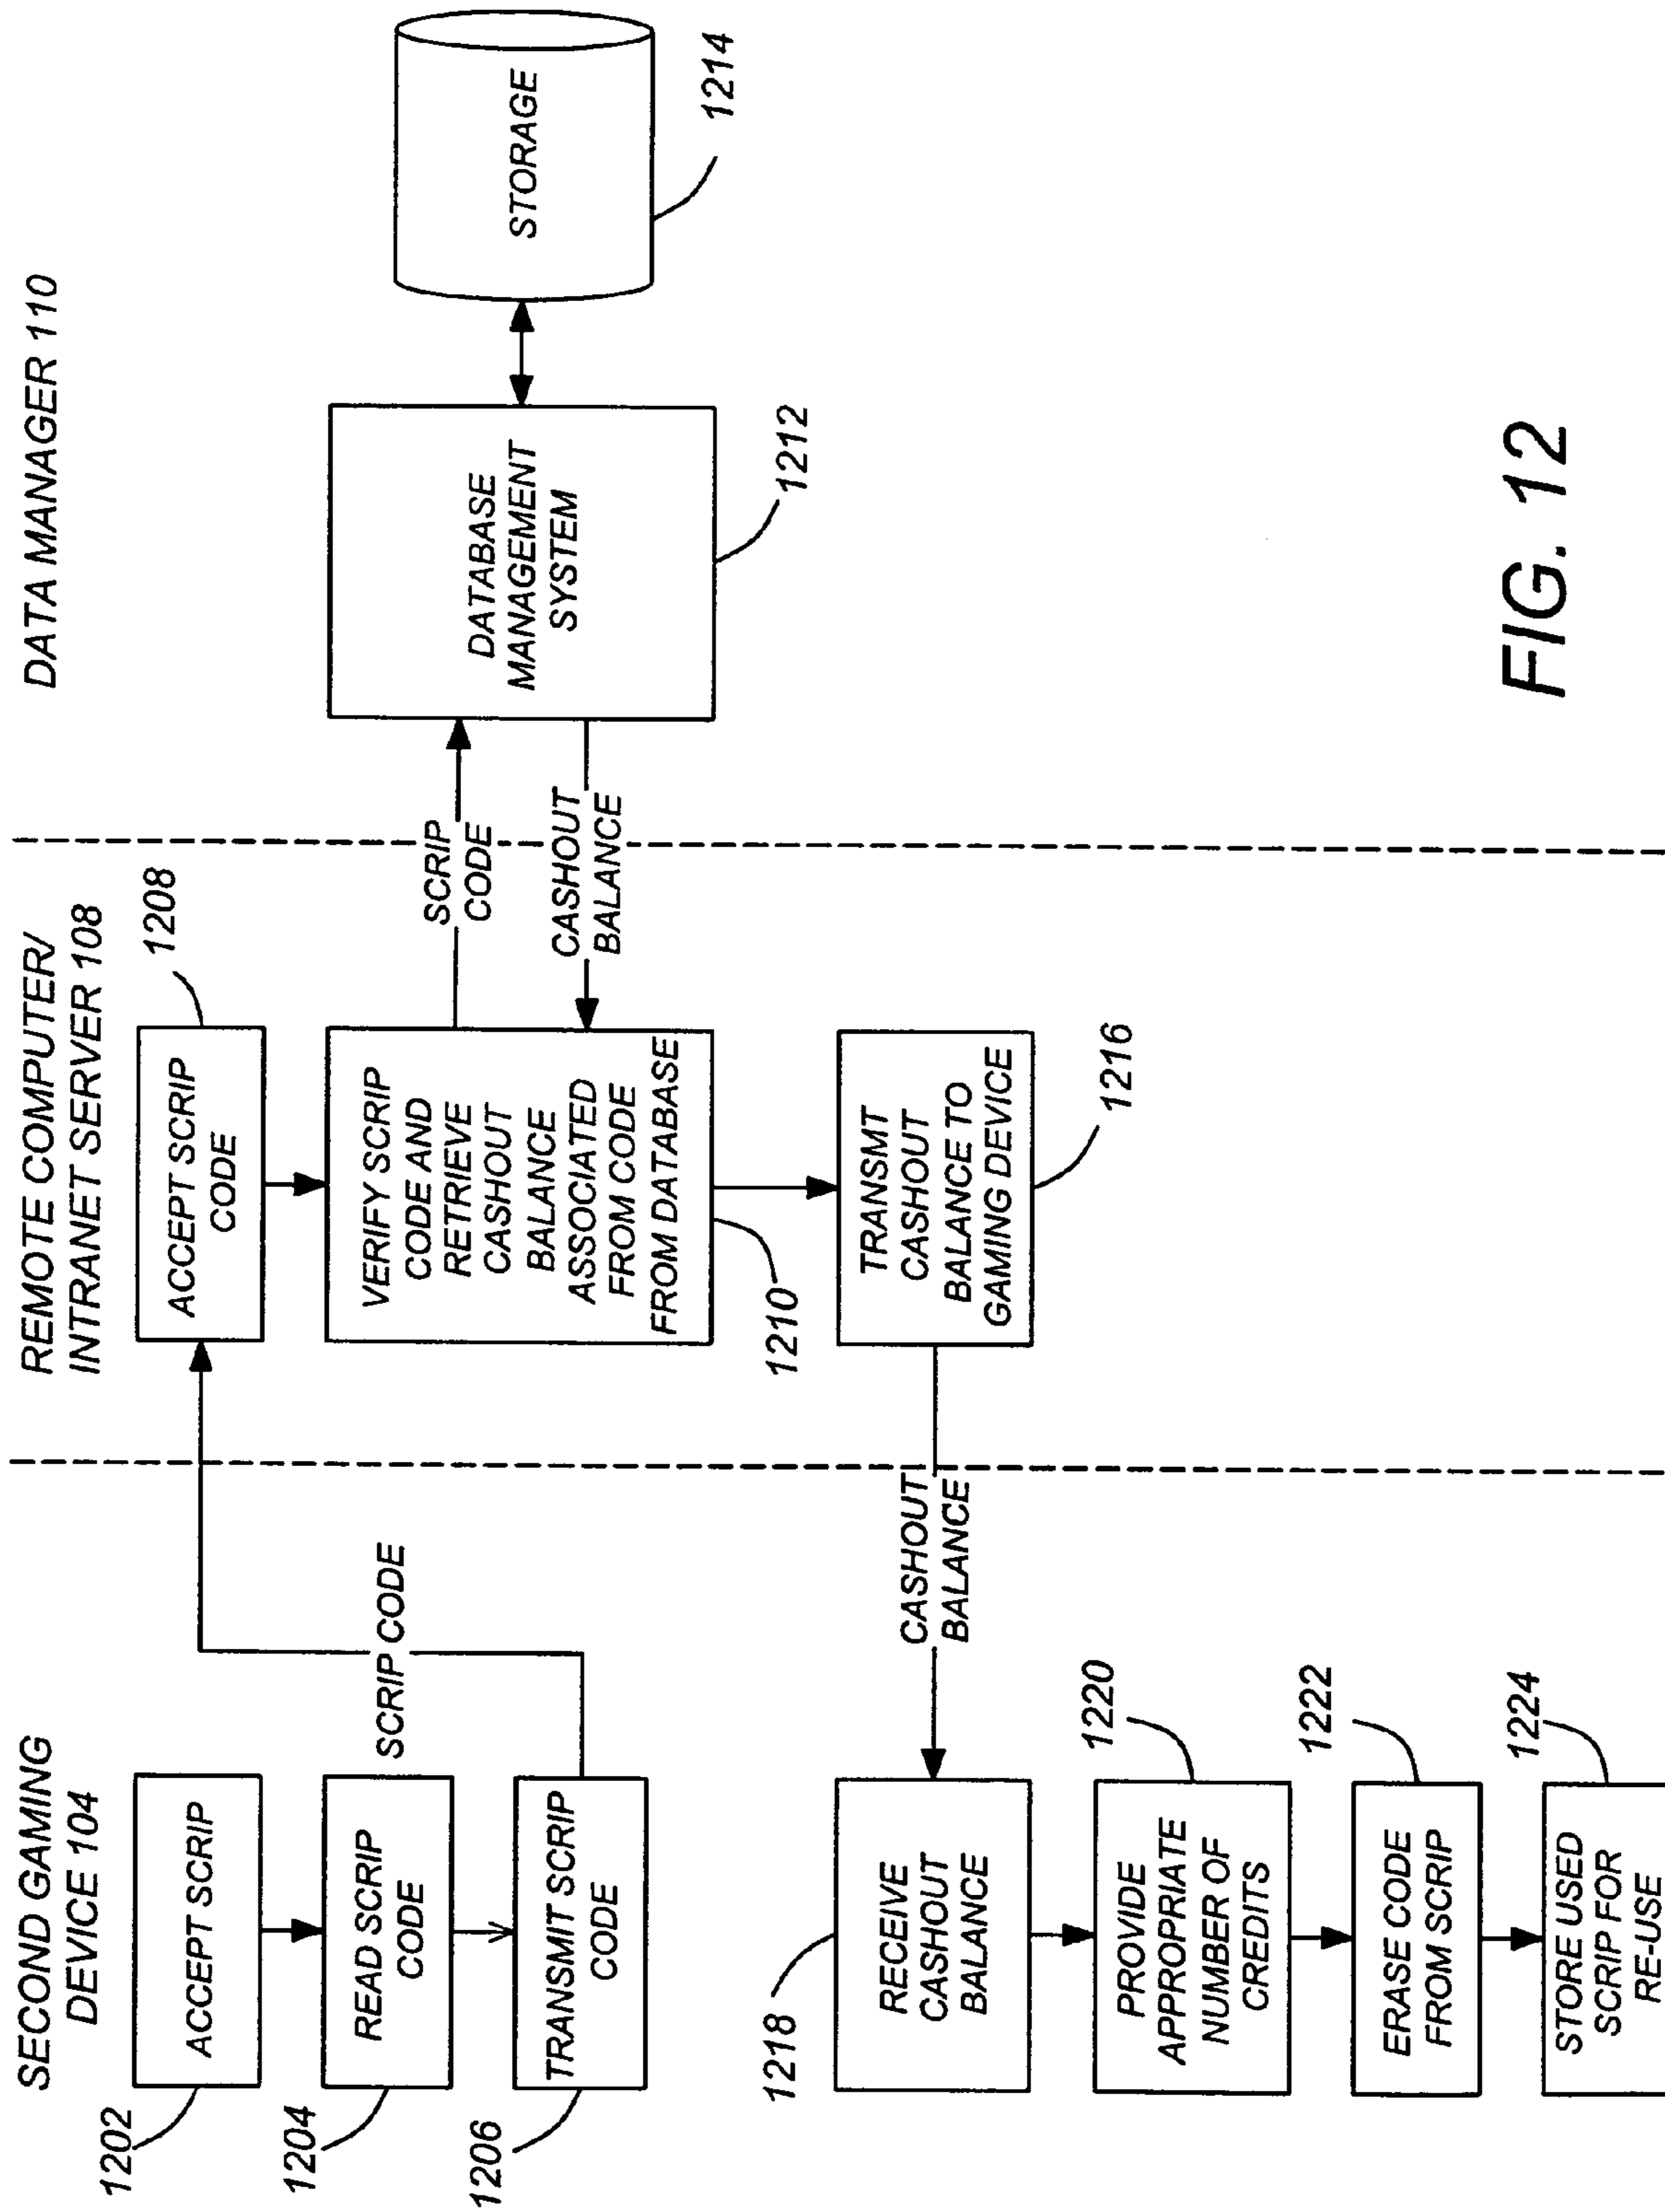 SECOND GAMING
DEVICE 104
1202
ACCEPT SCRIP
1204
READ SCRIP
CODE
1206
TRANSMIT SCRIP
CODE
SCRIP CODE
1218
RECEIVE
CASHOUT
BALANCE
1220
PROVIDE
APPROPRIATE
NUMBER OF
CREDITS
1222
ERASE CODE
FROM SCRIP
1224
STORE USED
SCRIP FOR
RE-USE
REMOTE COMPUTER/
INTRANET SERVER 108
1208
ACCEPT SCRIP
CODE
VERIFY SCRIP
CODE AND
RETRIEVE
CASHOUT
BALANCE
ASSOCIATED
FROM CODE
FROM DATABASE
1210
TRANSMT
CASHOUT
BALANCE TO
GAMING DEVICE
1216
CASHOUT
BALANCE
DATA MANAGER 110
SCRIP
CODE
CASHOUT
BALANCE
DATABASE
MANAGEMENT
SYSTEM
1212
STORAGE
1214
FIG. 12